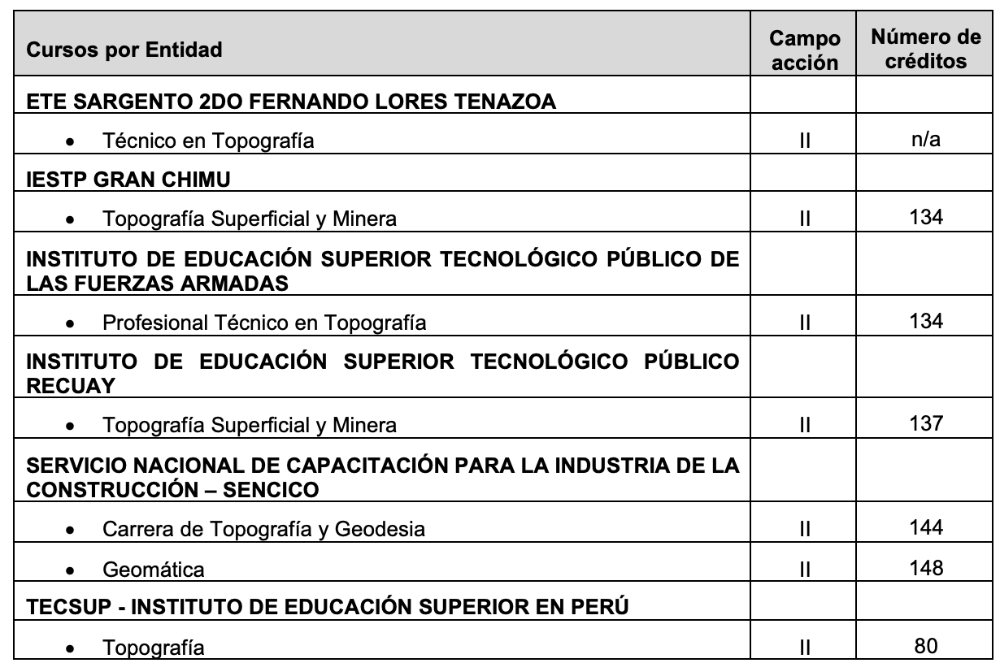 Cursos por Entidad
Campo acción
Número de créditos
ETE SARGENTO 2DO FERNANDO LORES TENAZOA
• Técnico en Topografía II n/a
IESTP GRAN CHIMU
• Topografía Superficial y Minera II 134
INSTITUTO DE EDUCACIÓN SUPERIOR TECNOLÓGICO PÚBLICO DE
LAS FUERZAS ARMADAS
• Profesional Técnico en Topografía II 134
INSTITUTO DE EDUCACIÓN SUPERIOR TECNOLÓGICO PÚBLICO
RECUAY
• Topografía Superficial y Minera II 137
SERVICIO NACIONAL DE CAPACITACIÓN PARA LA INDUSTRIA DE LA
CONSTRUCCIÓN – SENCICO
• Carrera de Topografía y Geodesia II 144
• Geomática II 148
TECSUP - INSTITUTO DE EDUCACIÓN SUPERIOR EN PERÚ
• Topografía II 80